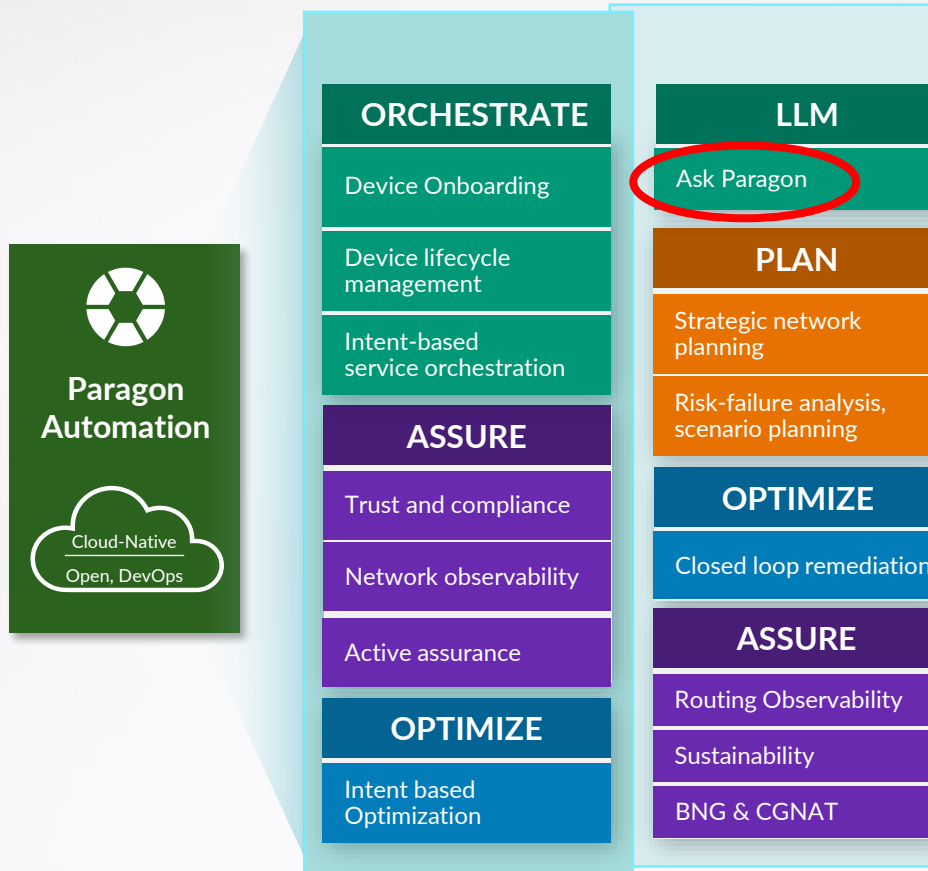 Paragon
Automation
Cloud-Native
Open, DevOps
ORCHESTRATE
Device Onboarding
Device lifecycle
management
Intent-based
service orchestration
ASSURE
Trust and compliance
Network observability
Active assurance
OPTIMIZE
Intent based
Optimization
LLM
Ask Paragon
PLAN
Strategic network
planning
Risk-failure analysis,
scenario planning
OPTIMIZE
Closed loop remediation
ASSURE
Routing Observability
Sustainability
BNG & CGNAT